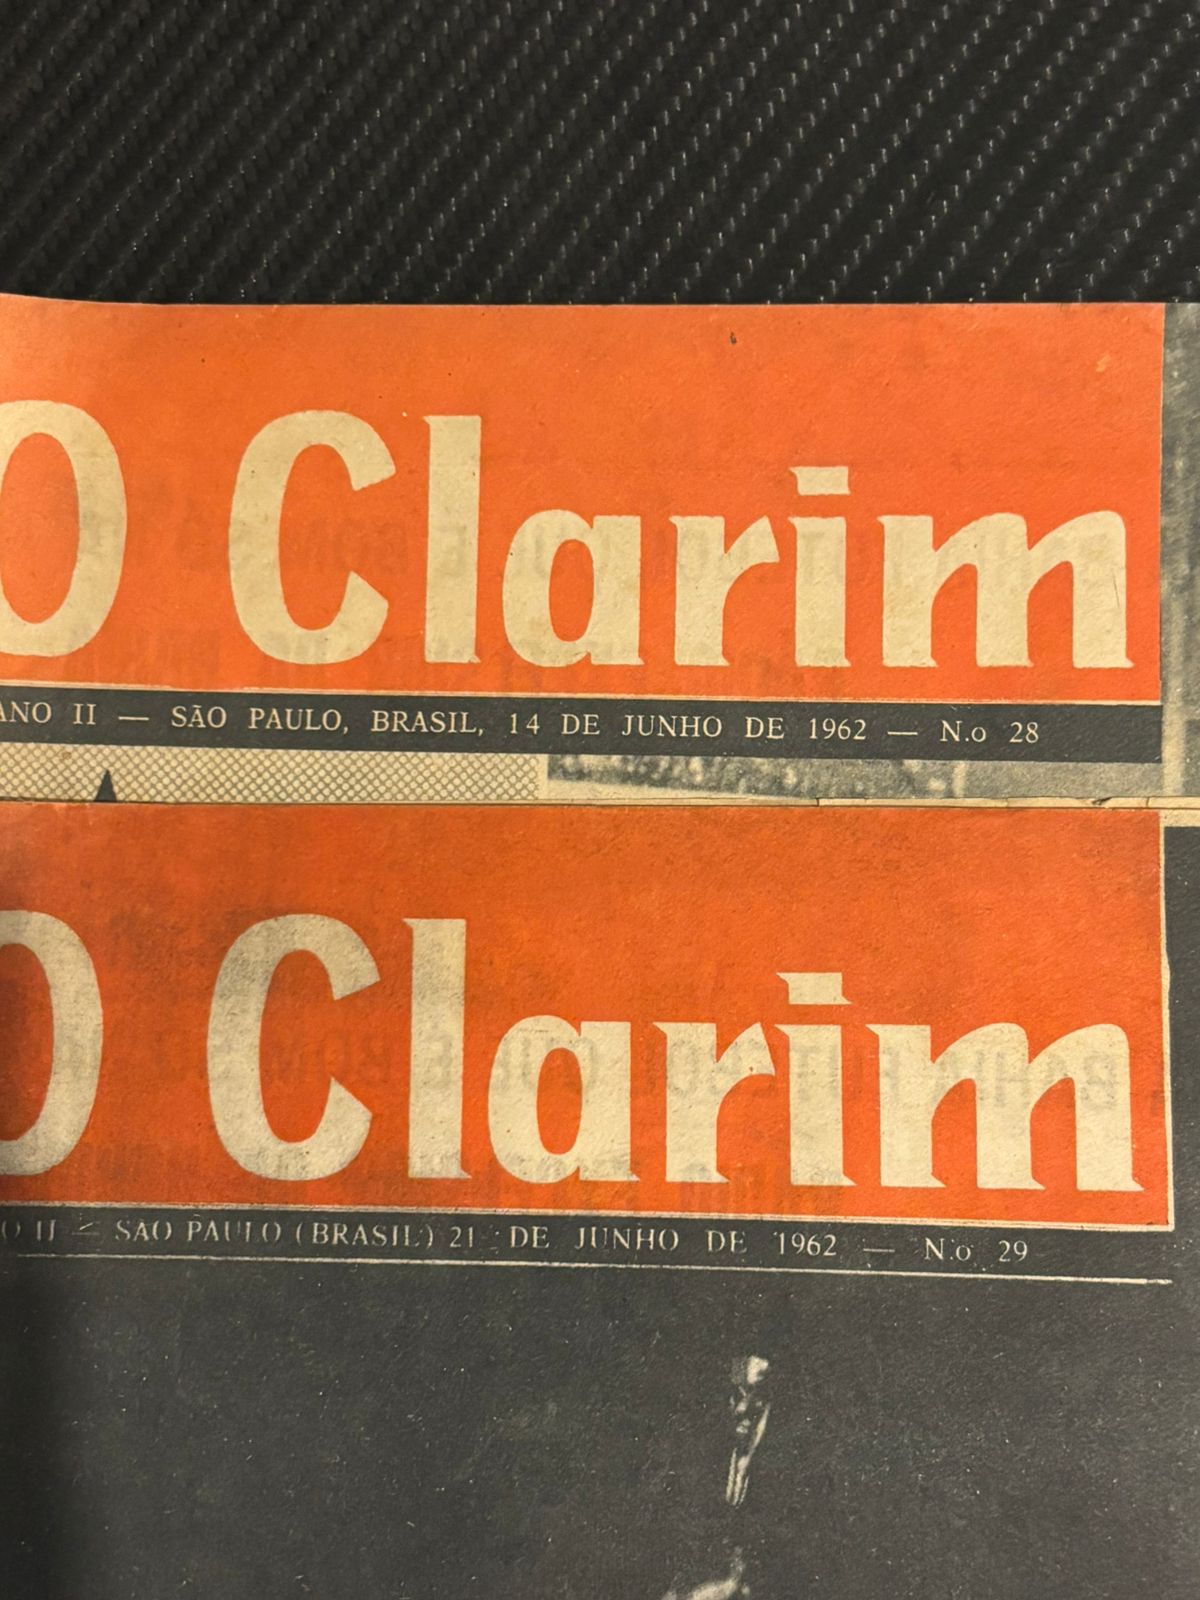 O Clarim
ANO II — SÃO PAULO, BRASIL, 14 DE JUNHO DE 1962 — N.o 28
O Clarim
O II — SÃO PAULO (BRASIL) 21 DE JUNHO DE 1962 — N.o 29